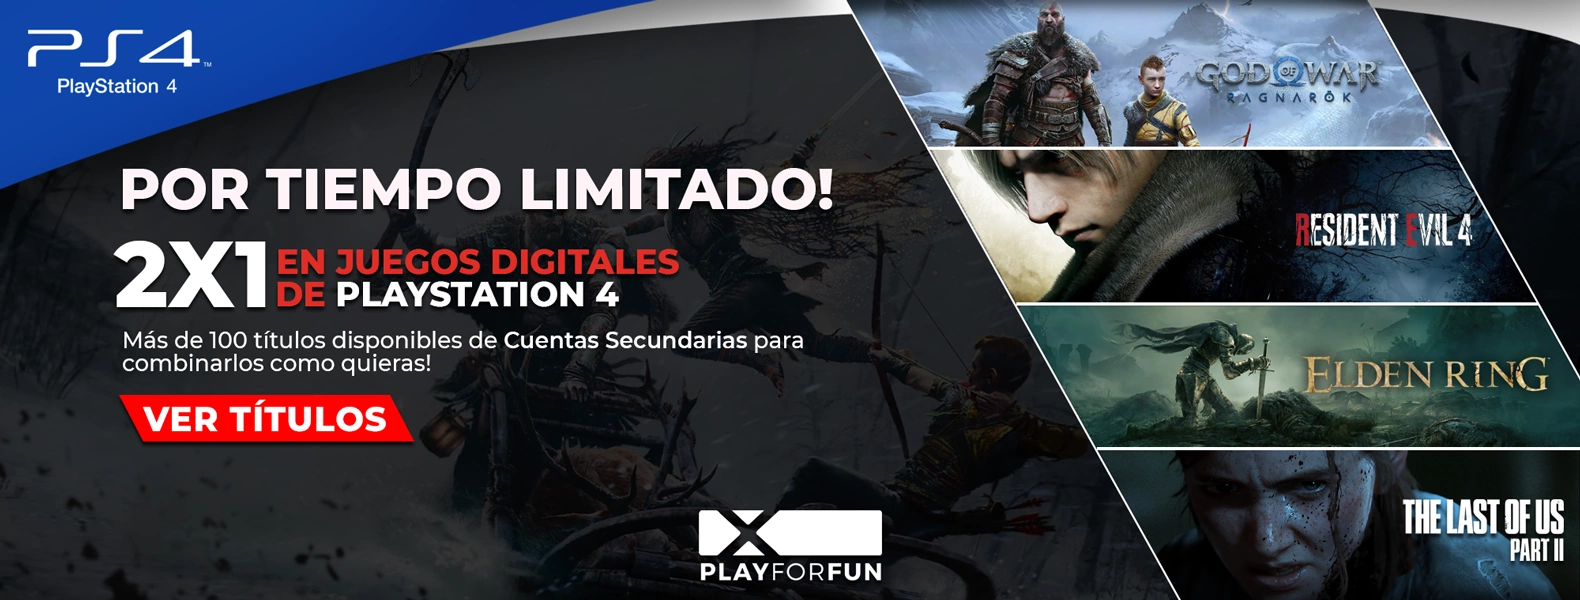 PS4™
PlayStation 4
POR TIEMPO LIMITADO!
2X1 EN JUEGOS DIGITALES
DE PLAYSTATION 4
Más de 100 títulos disponibles de Cuentas Secundarias para
combinarlos como quieras!
VER TÍTULOS
PLAYFORFUN
GOD OF WAR
RAGNARÖK
RESIDENT EVIL 4
ELDEN RING
THE LAST OF US
PART II